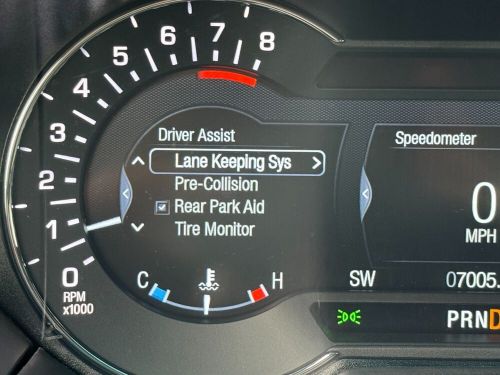 8
7
6
5
4
3
2
1
0
RPM
x1000
Driver Assist
Lane Keeping Sys
Pre-Collision
Rear Park Aid
Tire Monitor
C H
Speedometer
0
MPH
SW 07005.
PRND